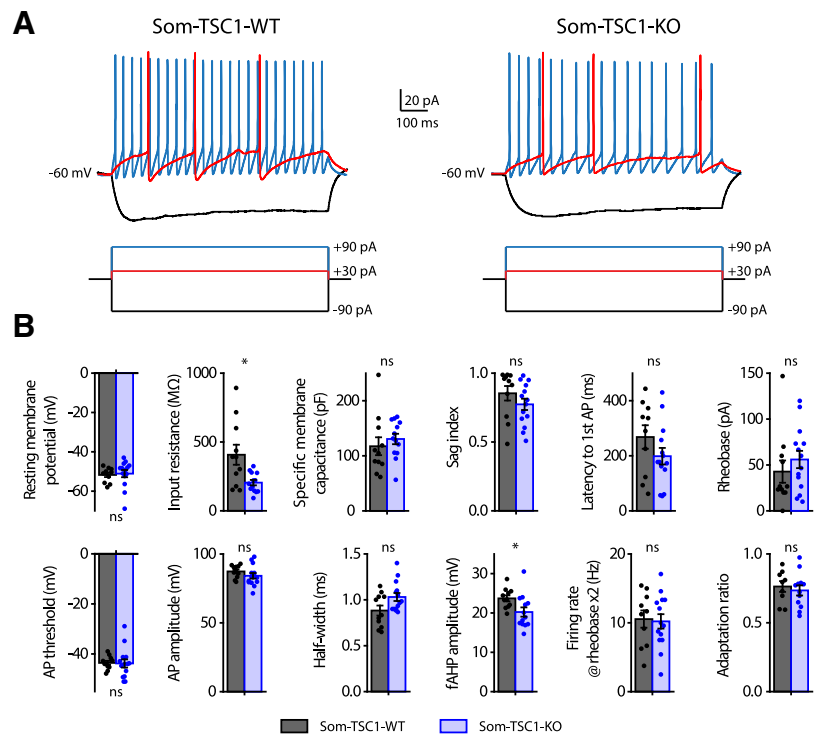 A
Som-TSC1-WT
Som-TSC1-KO
20 pA
100 ms
-60 mV
-60 mV
+90 pA
+30 pA
-90 pA
+90 pA
+30 pA
-90 pA
B
Resting membrane
potential (mV)
0
-20
-40
-60
ns
Input resistance (MΩ)
1000
500
0
*
Specific membrane
capacitance (pF)
200
100
0
ns
Sag index
1.0
0.5
0.0
ns
Latency to 1st AP (ms)
400
200
0
ns
Rheobase (pA)
150
100
50
0
ns
AP threshold (mV)
0
-20
-40
ns
AP amplitude (mV)
100
50
0
ns
Half-width (ms)
1.5
1.0
0.5
0.0
ns
fAHP amplitude (mV)
30
20
10
0
*
Firing rate
@rheobase x2 (Hz)
20
10
0
ns
Adaptation ratio
1.0
0.5
0.0
ns
Som-TSC1-WT
Som-TSC1-KO